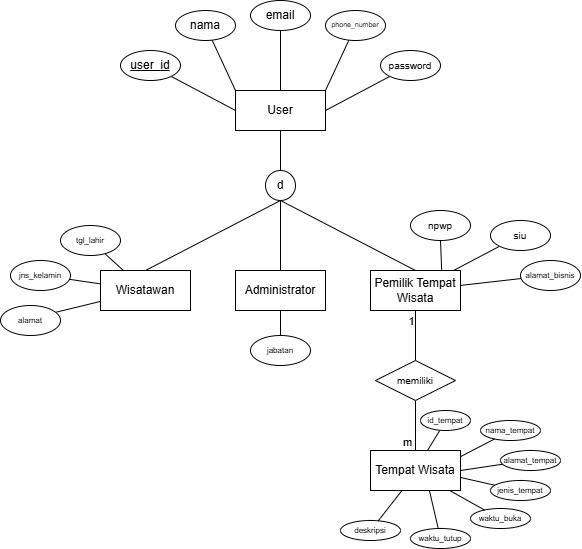 email
nama
phone_number
user_id
password
User
d
npwp
siu
tgl_lahir
jns_kelamin
alamat_bisnis
Wisatawan
Administrator
Pemilik Tempat
Wisata
alamat
1
jabatan
memiliki
id_tempat
nama_tempat
m
alamat_tempat
Tempat Wisata
jenis_tempat
waktu_buka
deskripsi
waktu_tutup